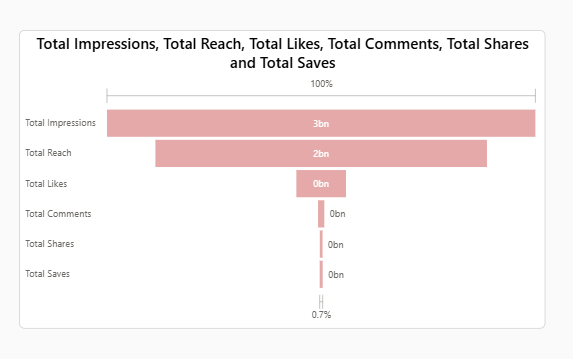 Total Impressions, Total Reach, Total Likes, Total Comments, Total Shares
and Total Saves
100%
Total Impressions
3bn
Total Reach
2bn
Total Likes
0bn
Total Comments
0bn
Total Shares
0bn
Total Saves
0bn
0.7%